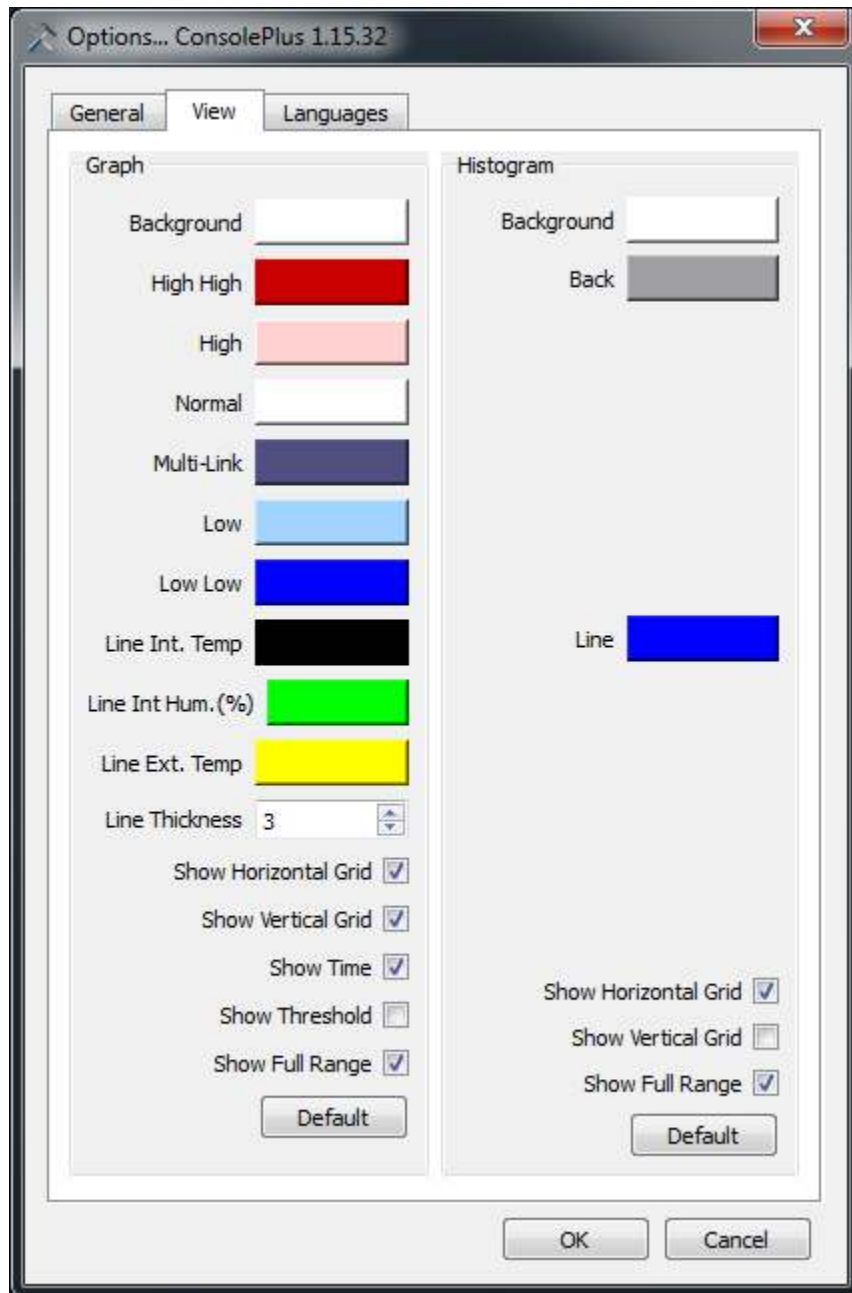 Options... ConsolePlus 1.15.32
General
View
Languages
Graph
Background
High High
High
Normal
Multi-Link
Low
Low Low
Line Int. Temp
Line Int Hum.(%)
Line Ext. Temp
Line Thickness 3
Show Horizontal Grid
Show Vertical Grid
Show Time
Show Threshold
Show Full Range
Default
Histogram
Background
Back
Line
Show Horizontal Grid
Show Vertical Grid
Show Full Range
Default
OK
Cancel